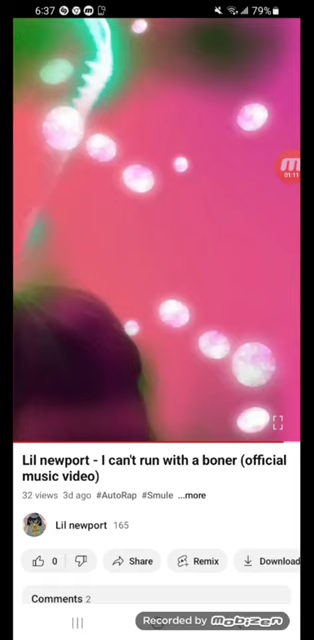 6:37
79%
01:11
Lil newport - I can't run with a boner (official
music video)
32 views 3d ago #AutoRap #Smule ...more
Lil newport 165
0 Share Remix Download
Comments 2
Recorded by mobizen